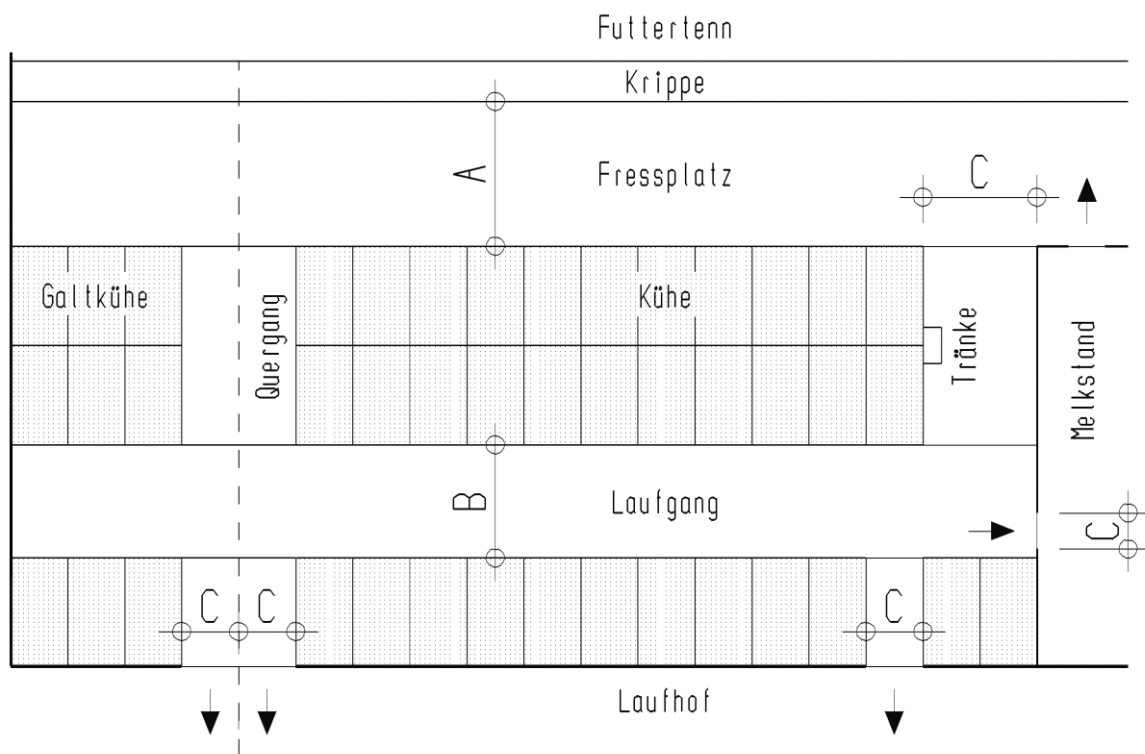 Futtertenn
Krippe
A
Fressplatz
C
Galtkühe
Quergang
Kühe
Tränke
Melkstand
B
Laufgang
C
C
C
C
Laufhof